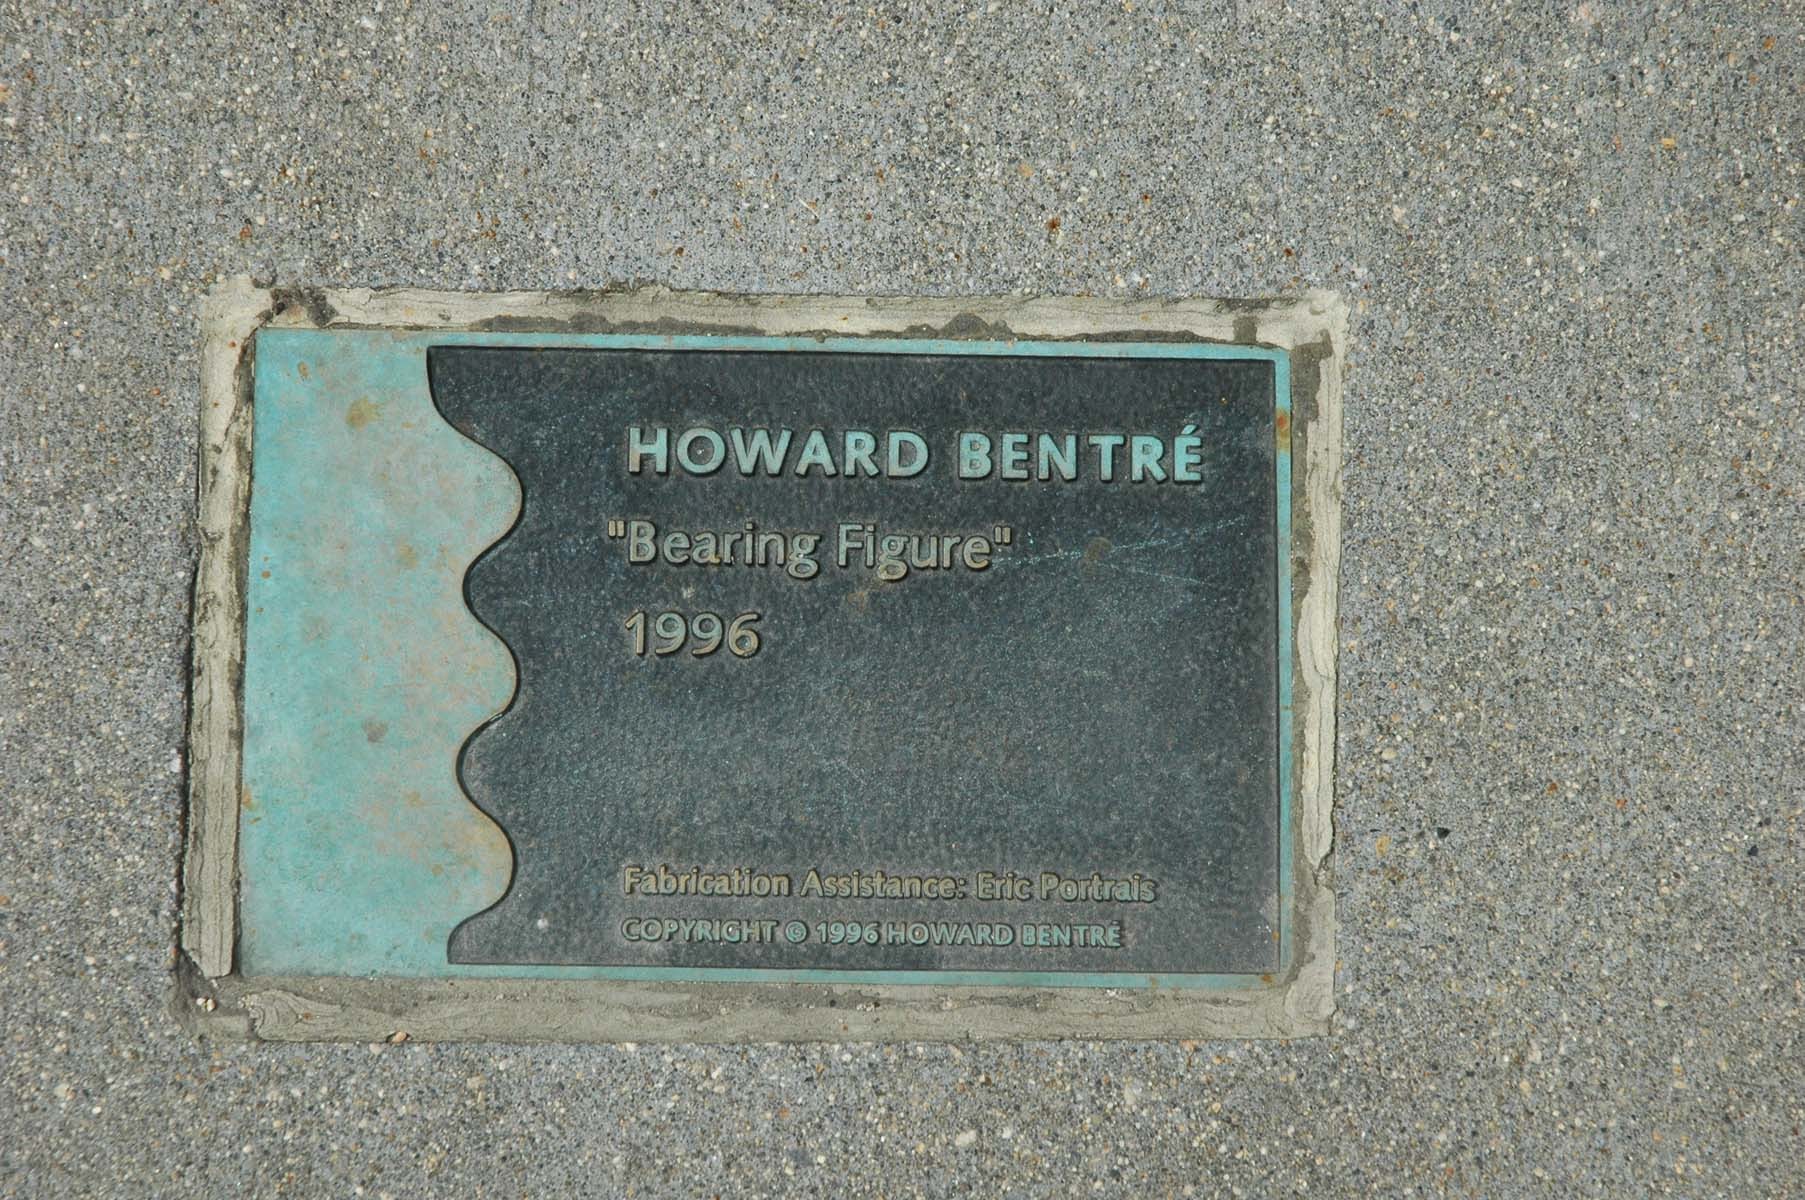 HOWARD BENTRÉ
"Bearing Figure"
1996
Fabrication Assistance: Eric Portrais
COPYRIGHT © 1996 HOWARD BENTRÉ